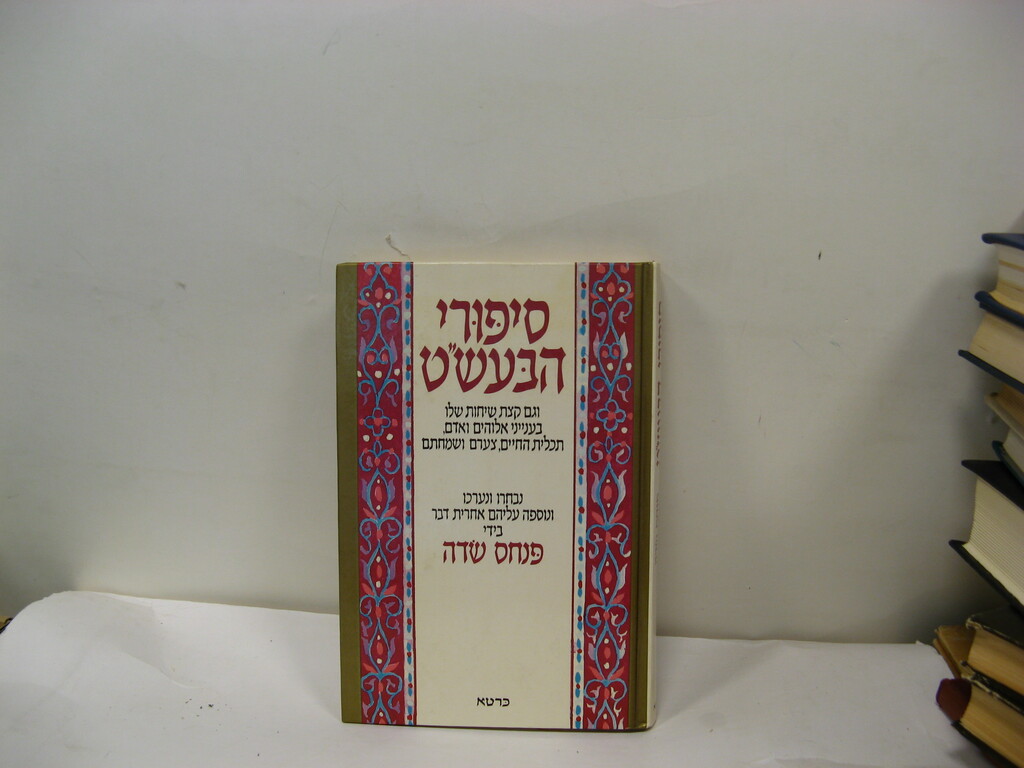 סיפורי
הבעש"ט
וגם קצת שיחות שלו
בענייני אלוהים ואדם,
תכלית החיים, צערם ושמחתם
נבחרו ונערכו
ונוספה עליהם אחרית דבר
בידי
פנחס שדה
כרטא